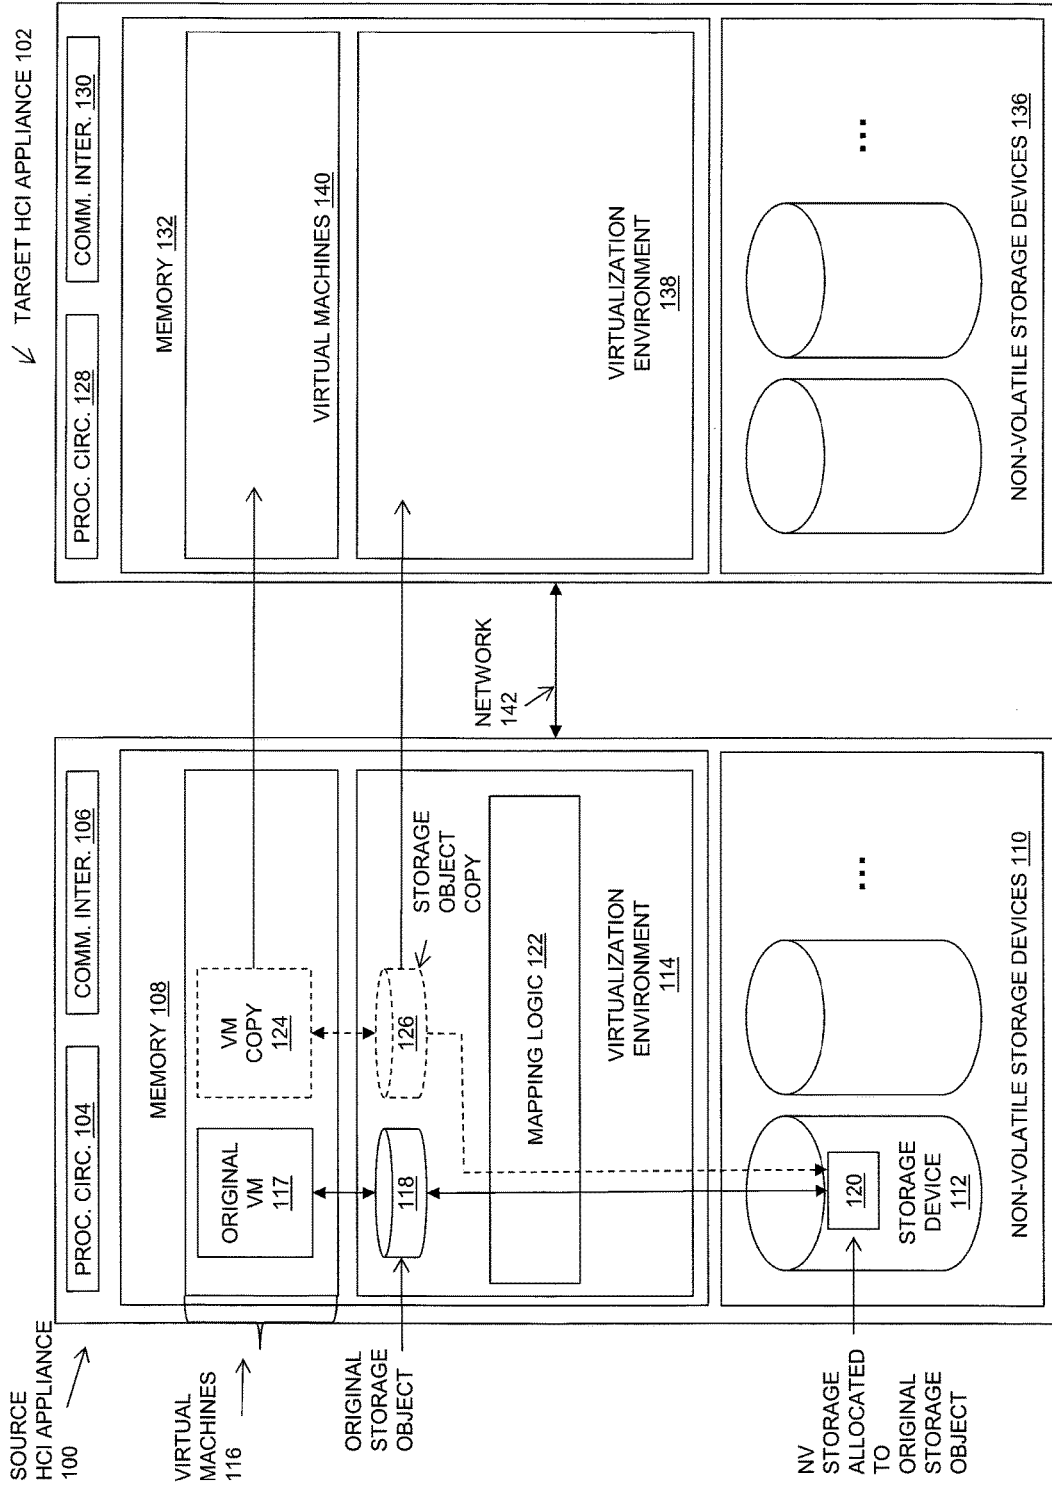 SOURCE
HCI APPLIANCE
100
PROC. CIRC. 104
COMM. INTER. 106
MEMORY 108
VIRTUAL
MACHINES
116
ORIGINAL
VM
117
VM
COPY
124
ORIGINAL
STORAGE
OBJECT
118
126
STORAGE
OBJECT
COPY
MAPPING LOGIC 122
VIRTUALIZATION
ENVIRONMENT
114
NV
STORAGE
ALLOCATED
TO
ORIGINAL
STORAGE
OBJECT
120
STORAGE
DEVICE
112
...
NON-VOLATILE STORAGE DEVICES 110
NETWORK
142
TARGET HCI APPLIANCE 102
PROC. CIRC. 128
COMM. INTER. 130
MEMORY 132
VIRTUAL MACHINES 140
VIRTUALIZATION
ENVIRONMENT
138
...
NON-VOLATILE STORAGE DEVICES 136